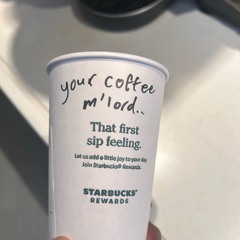 your coffee
m'lord..
That first
sip feeling.
Let us add a little joy to your day
Join Starbucks® Rewards
STARBUCKS®
REWARDS